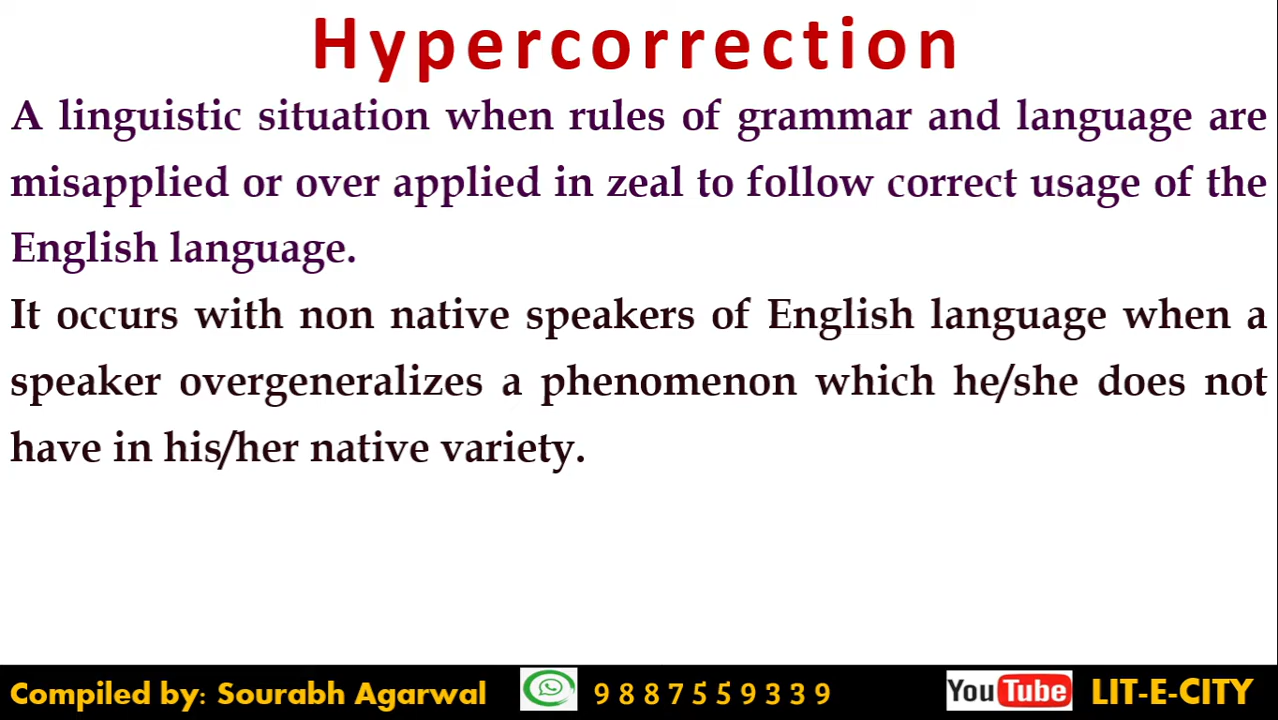 Hypercorrection
A linguistic situation when rules of grammar and language are
misapplied or over applied in zeal to follow correct usage of the
English language.
It occurs with non native speakers of English language when a
speaker overgeneralizes a phenomenon which he/she does not
have in his/her native variety.
Compiled by: Sourabh Agarwal 9887559339 YouTube LIT-E-CITY